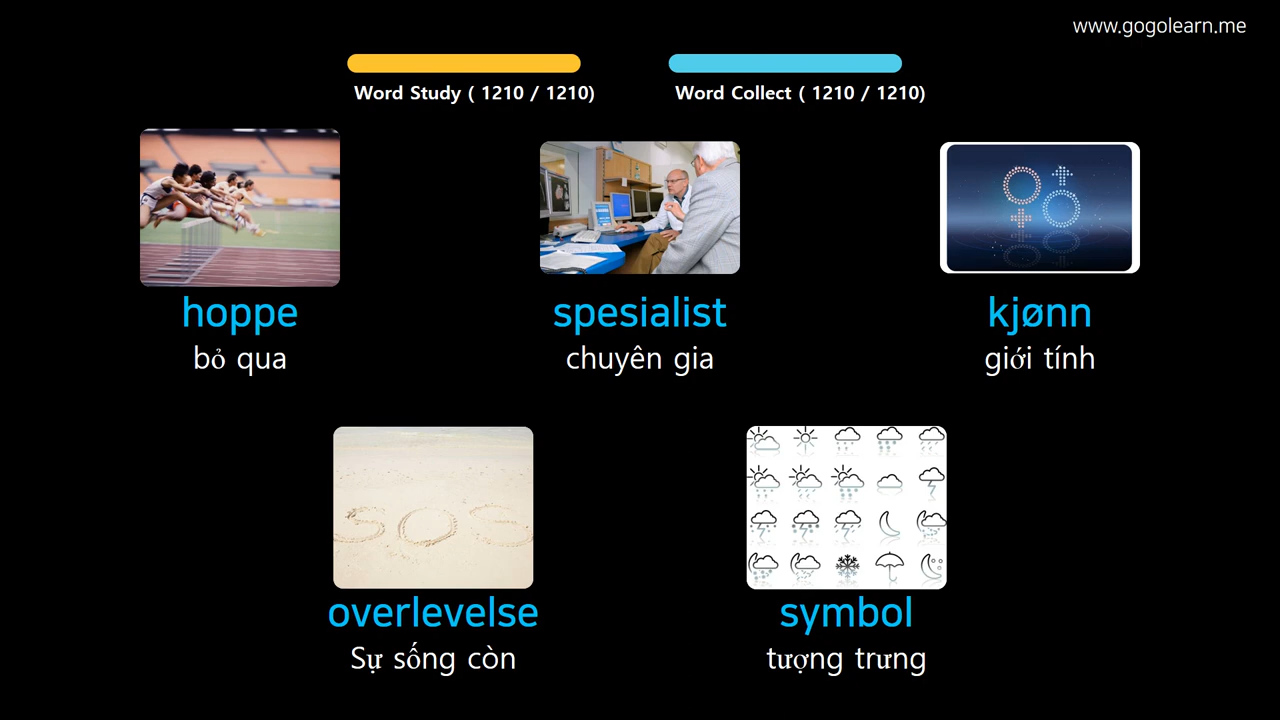 www.gogolearn.me
Word Study ( 1210 / 1210)
Word Collect ( 1210 / 1210)
hoppe
bỏ qua
spesialist
chuyên gia
kjønn
giới tính
SOS
overlevelse
Sự sống còn
symbol
tượng trưng